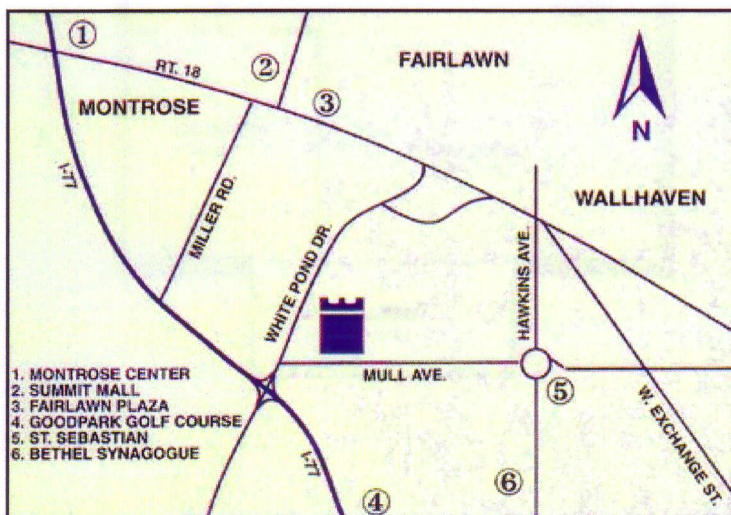 ①
②
RT. 18
FAIRLAWN
③
MONTROSE
N
I-77
MILLER RD.
WALLHAVEN
WHITE POND DR.
HAWKINS AVE.
MULL AVE.
⑤
W. EXCHANGE ST.
1. MONTROSE CENTER
2. SUMMIT MALL
3. FAIRLAWN PLAZA
4. GOODPARK GOLF COURSE
5. ST. SEBASTIAN
6. BETHEL SYNAGOGUE
I-77
④
⑥